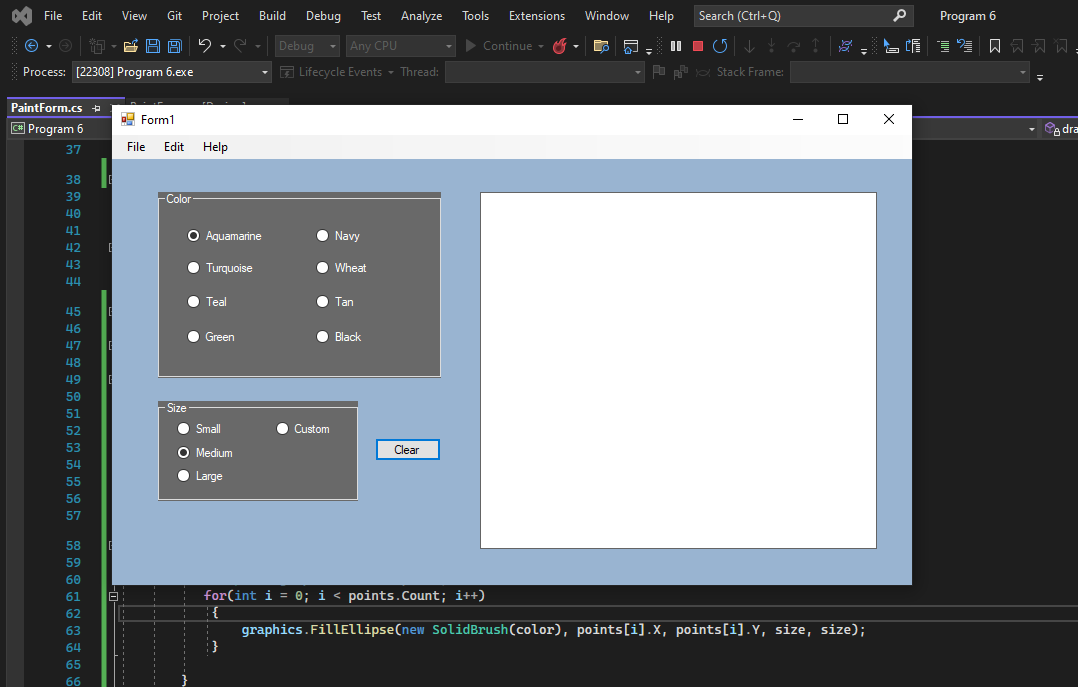 File Edit View Git Project Build Debug Test Analyze Tools Extensions Window Help Search (Ctrl+Q) Program 6
Debug Any CPU Continue
Process: [22308] Program 6.exe Lifecycle Events Thread: Stack Frame:
PaintForm.cs
C# Program 6
Form1
File Edit Help
Color
Aquamarine Navy
Turquoise Wheat
Teal Tan
Green Black
Size
Small Custom
Medium
Large
Clear
37
38
39
40
41
42
43
44
45
46
47
48
49
50
51
52
53
54
55
56
57
58
59
60
61 for(int i = 0; i < points.Count; i++)
62 {
63 graphics.FillEllipse(new SolidBrush(color), points[i].X, points[i].Y, size, size);
64 }
65
66 }